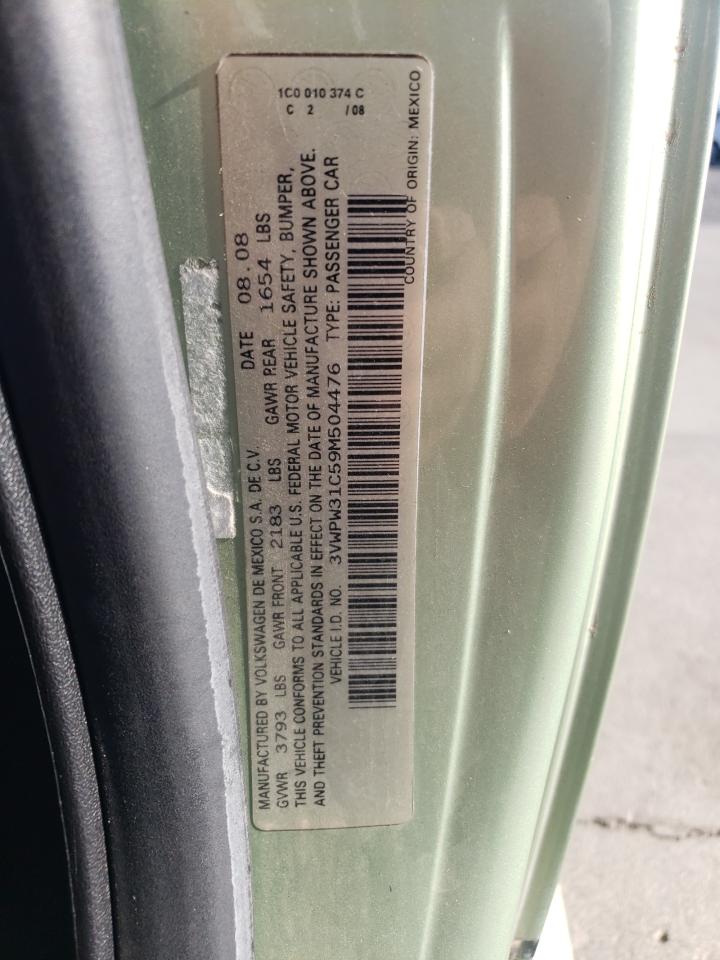 1C0 010 374 C
C 2 /08
MANUFACTURED BY VOLKSWAGEN DE MEXICO S.A. DE C.V. DATE 08.08
GVWR 3793 LBS GAWR FRONT 2183 LBS GAWR REAR 1654 LBS
THIS VEHICLE CONFORMS TO ALL APPLICABLE U.S. FEDERAL MOTOR VEHICLE SAFETY, BUMPER,
AND THEFT PREVENTION STANDARDS IN EFFECT ON THE DATE OF MANUFACTURE SHOWN ABOVE.
VEHICLE I.D. NO. 3VWPW31C59M504476 TYPE: PASSENGER CAR
COUNTRY OF ORIGIN: MEXICO